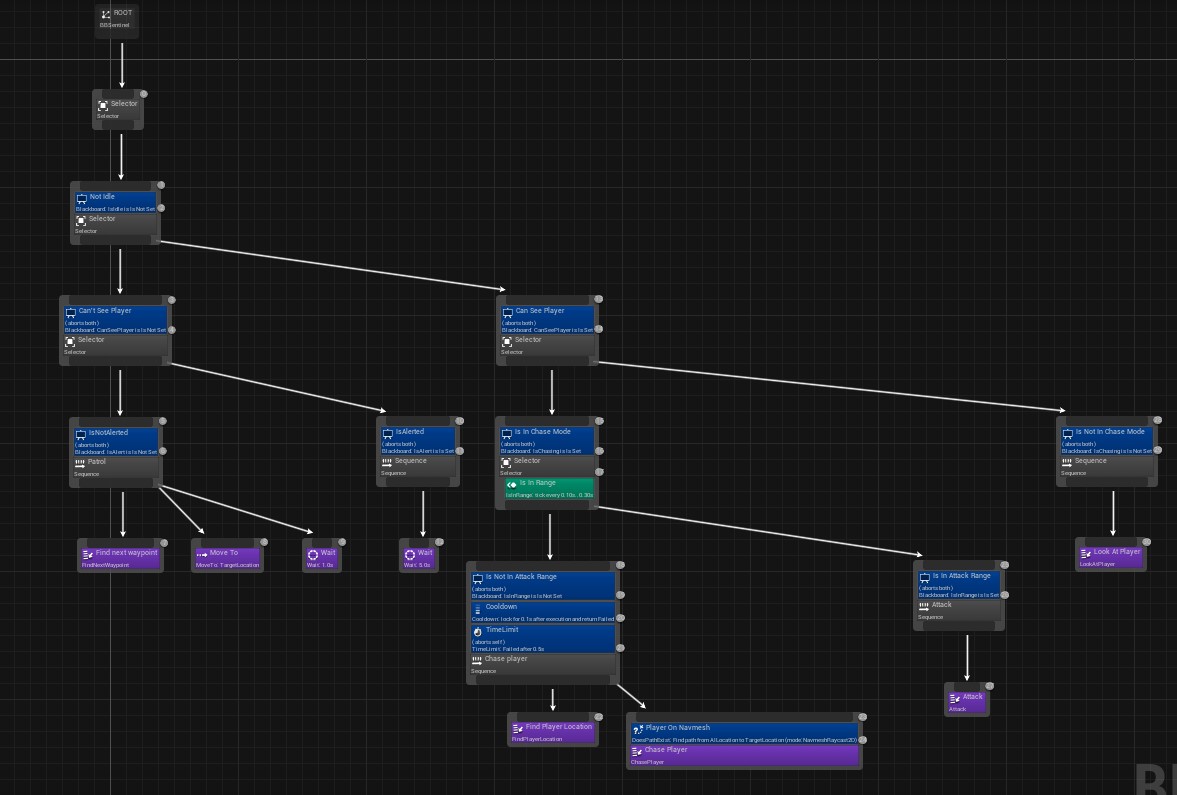 ROOT
BBSentinel
Selector
Selector
Not Idle
Blackboard: IsIdle is Is Not Set
Selector
Selector
Can't See Player
( aborts both )
Blackboard: CanSeePlayer is Is Not Set
Selector
Selector
Can See Player
( aborts both )
Blackboard: CanSeePlayer is Is Set
Selector
Selector
IsNotAlerted
( aborts both )
Blackboard: IsAlert is Is Not Set
Patrol
Sequence
IsAlerted
( aborts both )
Blackboard: IsAlert is Is Set
Sequence
Sequence
Is In Chase Mode
( aborts both )
Blackboard: IsChasing is Is Set
Selector
Selector
Is In Range
IsInRange: tick every 0.10s..0.30s
Is Not In Chase Mode
( aborts both )
Blackboard: IsChasing is Is Not Set
Sequence
Sequence
Find next waypoint
FindNextWaypoint
Move To
MoveTo: TargetLocation
Wait
Wait: 1.0s
Wait
Wait: 5.0s
Look At Player
LookAtPlayer
Is Not In Attack Range
( aborts both )
Blackboard: IsInRange is Is Not Set
Cooldown
Cooldown: lock for 0.1s after execution and return Failed
TimeLimit
( aborts self )
TimeLimit: Failed after 0.5s
Chase player
Sequence
Is In Attack Range
( aborts both )
Blackboard: IsInRange is Is Set
Attack
Sequence
Attack
Attack
Find Player Location
FindPlayerLocation
Player On Navmesh
DoesPathExist: Find path from AILocation to TargetLocation (mode:NavmeshRaycast2D)
Chase Player
ChasePlayer